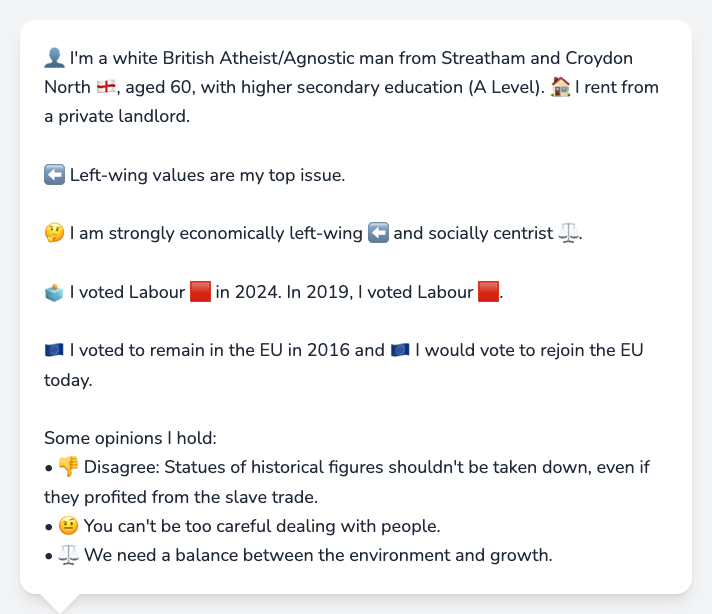 👤 I'm a white British Atheist/Agnostic man from Streatham and Croydon
North 🏴󠁧󠁢󠁥󠁮󠁧󠁿, aged 60, with higher secondary education (A Level). 🏠 I rent from
a private landlord.
⬅️ Left-wing values are my top issue.
🤔 I am strongly economically left-wing ⬅️ and socially centrist ⚖️.
🗳️ I voted Labour 🟥 in 2024. In 2019, I voted Labour 🟥.
🇪🇺 I voted to remain in the EU in 2016 and 🇪🇺 I would vote to rejoin the EU
today.
Some opinions I hold:
• 👎 Disagree: Statues of historical figures shouldn't be taken down, even if
they profited from the slave trade.
• 🤨 You can't be too careful dealing with people.
• ⚖️ We need a balance between the environment and growth.